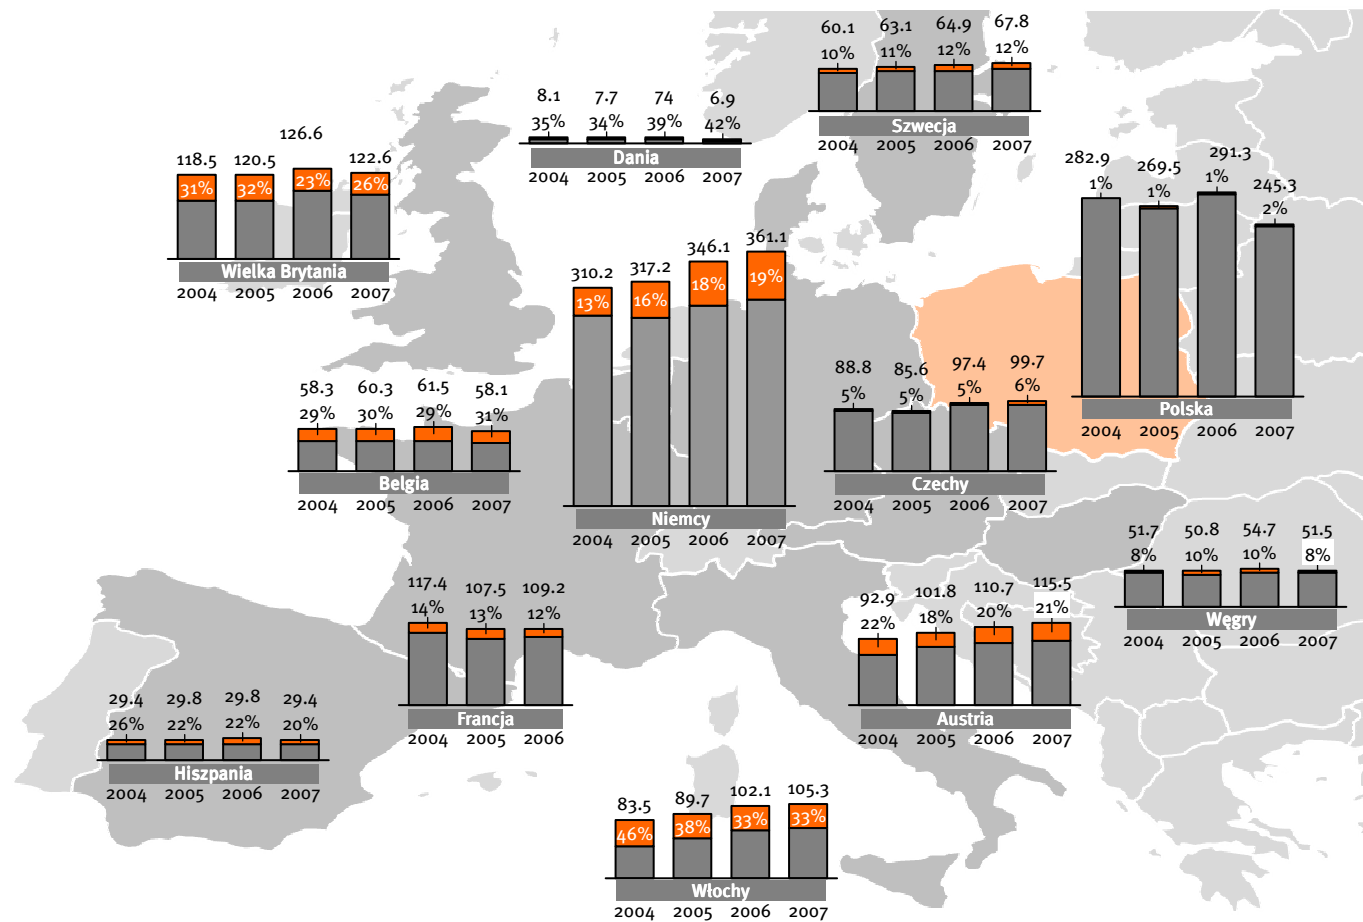 60.1 63.1 64.9 67.8
10% 11% 12% 12%
Szwecja
2004 2005 2006 2007
8.1 7.7 74 6.9
35% 34% 39% 42%
Dania
2004 2005 2006 2007
118.5 120.5 126.6 122.6
31% 32% 23% 26%
Wielka Brytania
2004 2005 2006 2007
282.9 269.5 291.3 245.3
1% 1% 1% 2%
Polska
2004 2005 2006 2007
310.2 317.2 346.1 361.1
13% 16% 18% 19%
Niemcy
2004 2005 2006 2007
58.3 60.3 61.5 58.1
29% 30% 29% 31%
Belgia
2004 2005 2006 2007
88.8 85.6 97.4 99.7
5% 5% 5% 6%
Czechy
2004 2005 2006 2007
51.7 50.8 54.7 51.5
8% 10% 10% 8%
Węgry
2004 2005 2006 2007
117.4 107.5 109.2
14% 13% 12%
Francja
2004 2005 2006
92.9 101.8 110.7 115.5
22% 18% 20% 21%
Austria
2004 2005 2006 2007
29.4 29.8 29.8 29.4
26% 22% 22% 20%
Hiszpania
2004 2005 2006 2007
83.5 89.7 102.1 105.3
46% 38% 33% 33%
Włochy
2004 2005 2006 2007